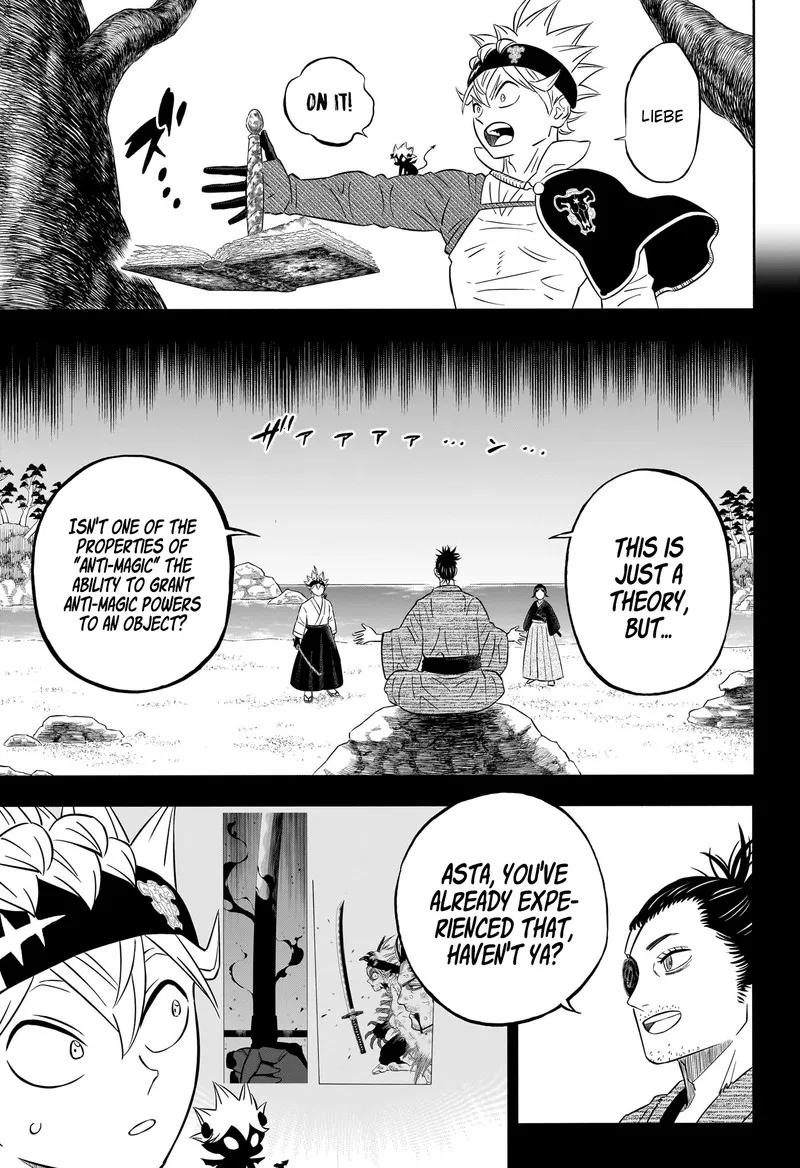 LIEBE
ON IT!
ズズ...
ザァァァァ...ン...
THIS IS
JUST A
THEORY,
BUT...
ISN'T ONE OF THE
PROPERTIES OF
"ANTI-MAGIC" THE
ABILITY TO GRANT
ANTI-MAGIC POWERS
TO AN OBJECT?
ASTA, YOU'VE
ALREADY EXPE-
RIENCED THAT,
HAVEN'T YA?